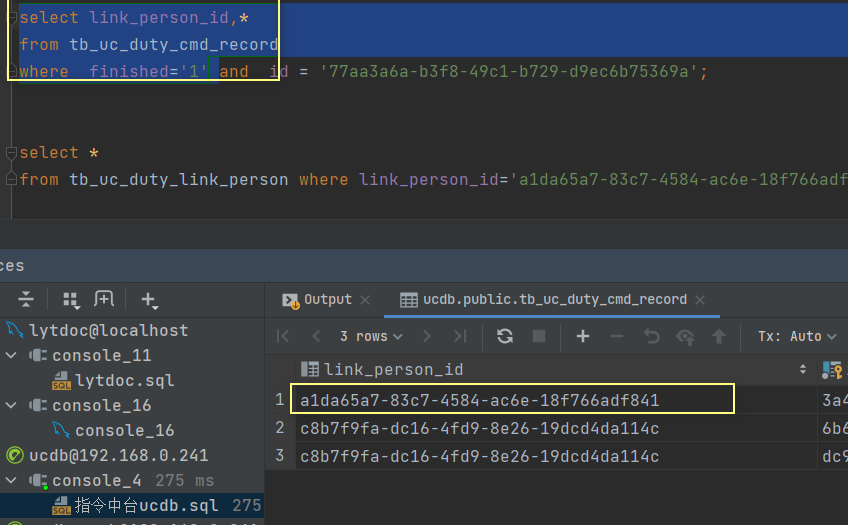 select link_person_id,*
from tb_uc_duty_cmd_record
where  finished='1' and  id = '77aa3a6a-b3f8-49c1-b729-d9ec6b75369a';
select *
from tb_uc_duty_link_person where link_person_id='a1da65a7-83c7-4584-ac6e-18f766adf
ces
Output
ucdb.public.tb_uc_duty_cmd_record
lytdoc@localhost
3 rows
Tx: Auto
console_11
link_person_id
lytdoc.sql
1 a1da65a7-83c7-4584-ac6e-18f766adf841 3a4
console_16
2 c8b7f9fa-dc16-4fd9-8e26-19dcd4da114c 6b6
console_16
3 c8b7f9fa-dc16-4fd9-8e26-19dcd4da114c dc9
ucdb@192.168.0.241
console_4 275 ms
指令中台ucdb.sql 275